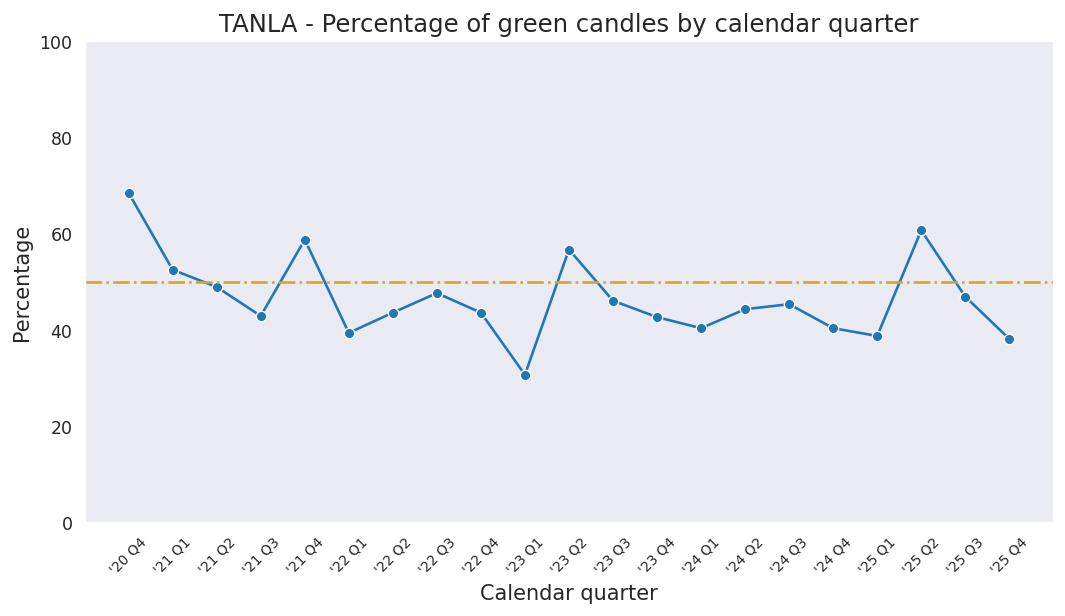 TANLA - Percentage of green candles by calendar quarter
100
80
60
40
20
0
Percentage
'20 Q4
'21 Q1
'21 Q2
'21 Q3
'21 Q4
'22 Q1
'22 Q2
'22 Q3
'22 Q4
'23 Q1
'23 Q2
'23 Q3
'23 Q4
'24 Q1
'24 Q2
'24 Q3
'24 Q4
'25 Q1
'25 Q2
'25 Q3
'25 Q4
Calendar quarter